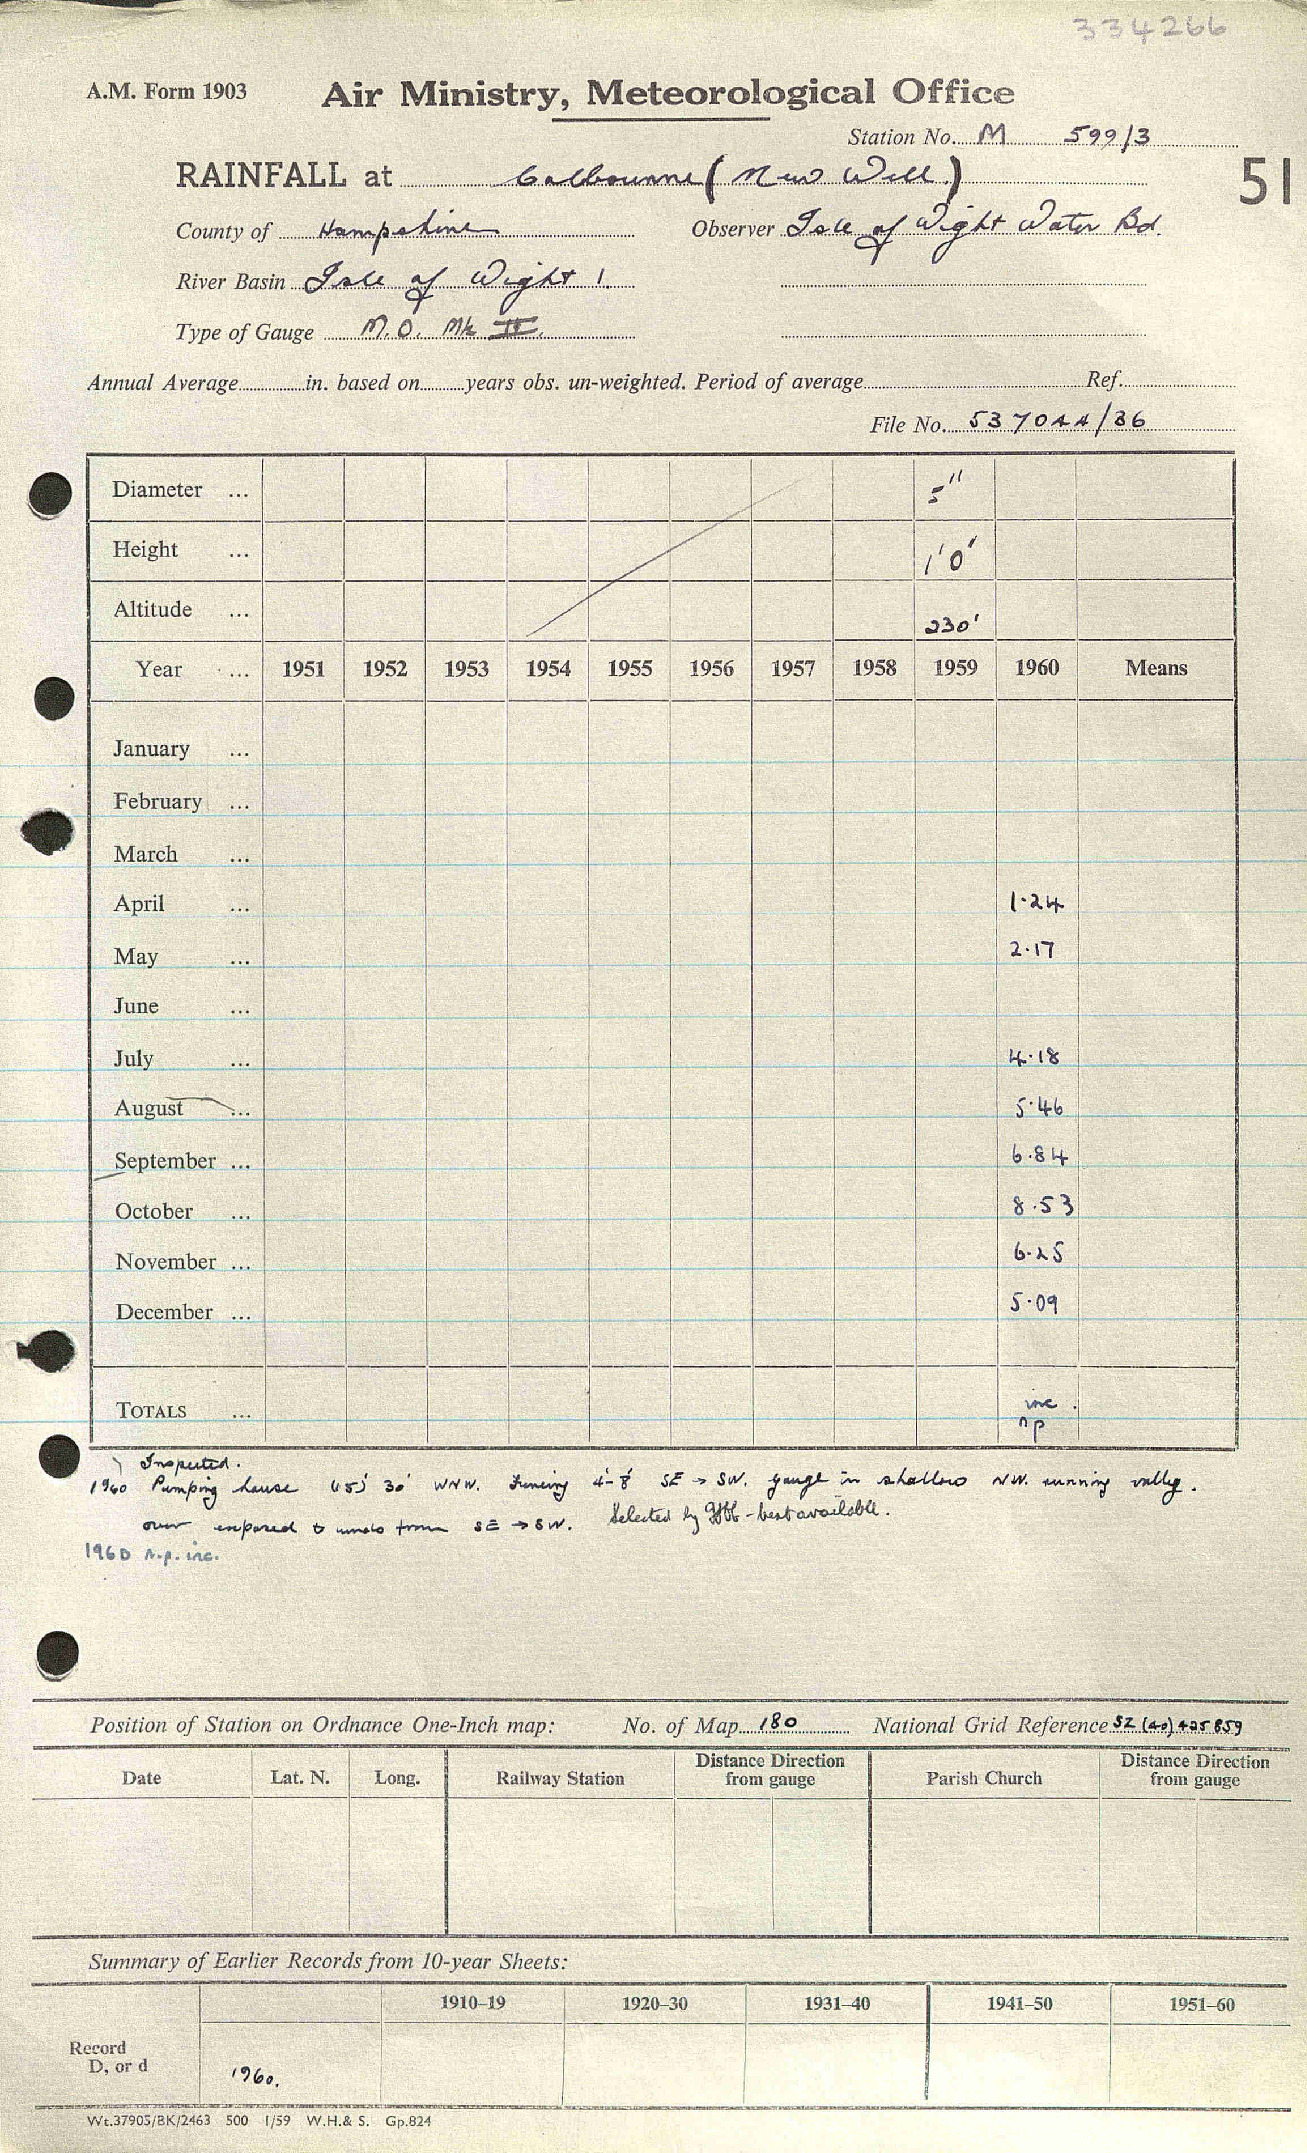 334266
A.M. Form 1903 Air Ministry, Meteorological Office
Station No. M 599/3
RAINFALL at Calbourne (New Well) 51
County of Hampshire Observer Isle of Wight Water Bd.
River Basin Isle of Wight 1.
Type of Gauge M.O. Mk II.
Annual Average in. based on years obs. un-weighted. Period of average Ref.
File No. 537044/36
Diameter ... 5"
Height ... 1'0"
Altitude ... 230'
Year ... 1951 1952 1953 1954 1955 1956 1957 1958 1959 1960 Means
January ...
February ...
March ...
April ... 1.24
May ... 2.17
June ...
July ... 4.18
August ... 5.46
September ... 6.84
October ... 8.53
November ... 6.25
December ... 5.09
TOTALS ... inc.
np
Inspected.
1960 Pumping house (15') 30' WNW. Fencing 4'-8' SE → SW. gauge in shallow NW. running valley.
over exposed to winds from SE → SW. Selected by - best available.
1960 n.p. inc.
Position of Station on Ordnance One-Inch map: No. of Map 180 National Grid Reference SZ (40) 425859
Date Lat. N. Long. Railway Station Distance Direction from gauge Parish Church Distance Direction from gauge
Summary of Earlier Records from 10-year Sheets:
1910–19 1920–30 1931–40 1941–50 1951–60
Record
D, or d 1960.
Wt.37905/BK/2463 500 1/59 W.H.& S. Gp.824